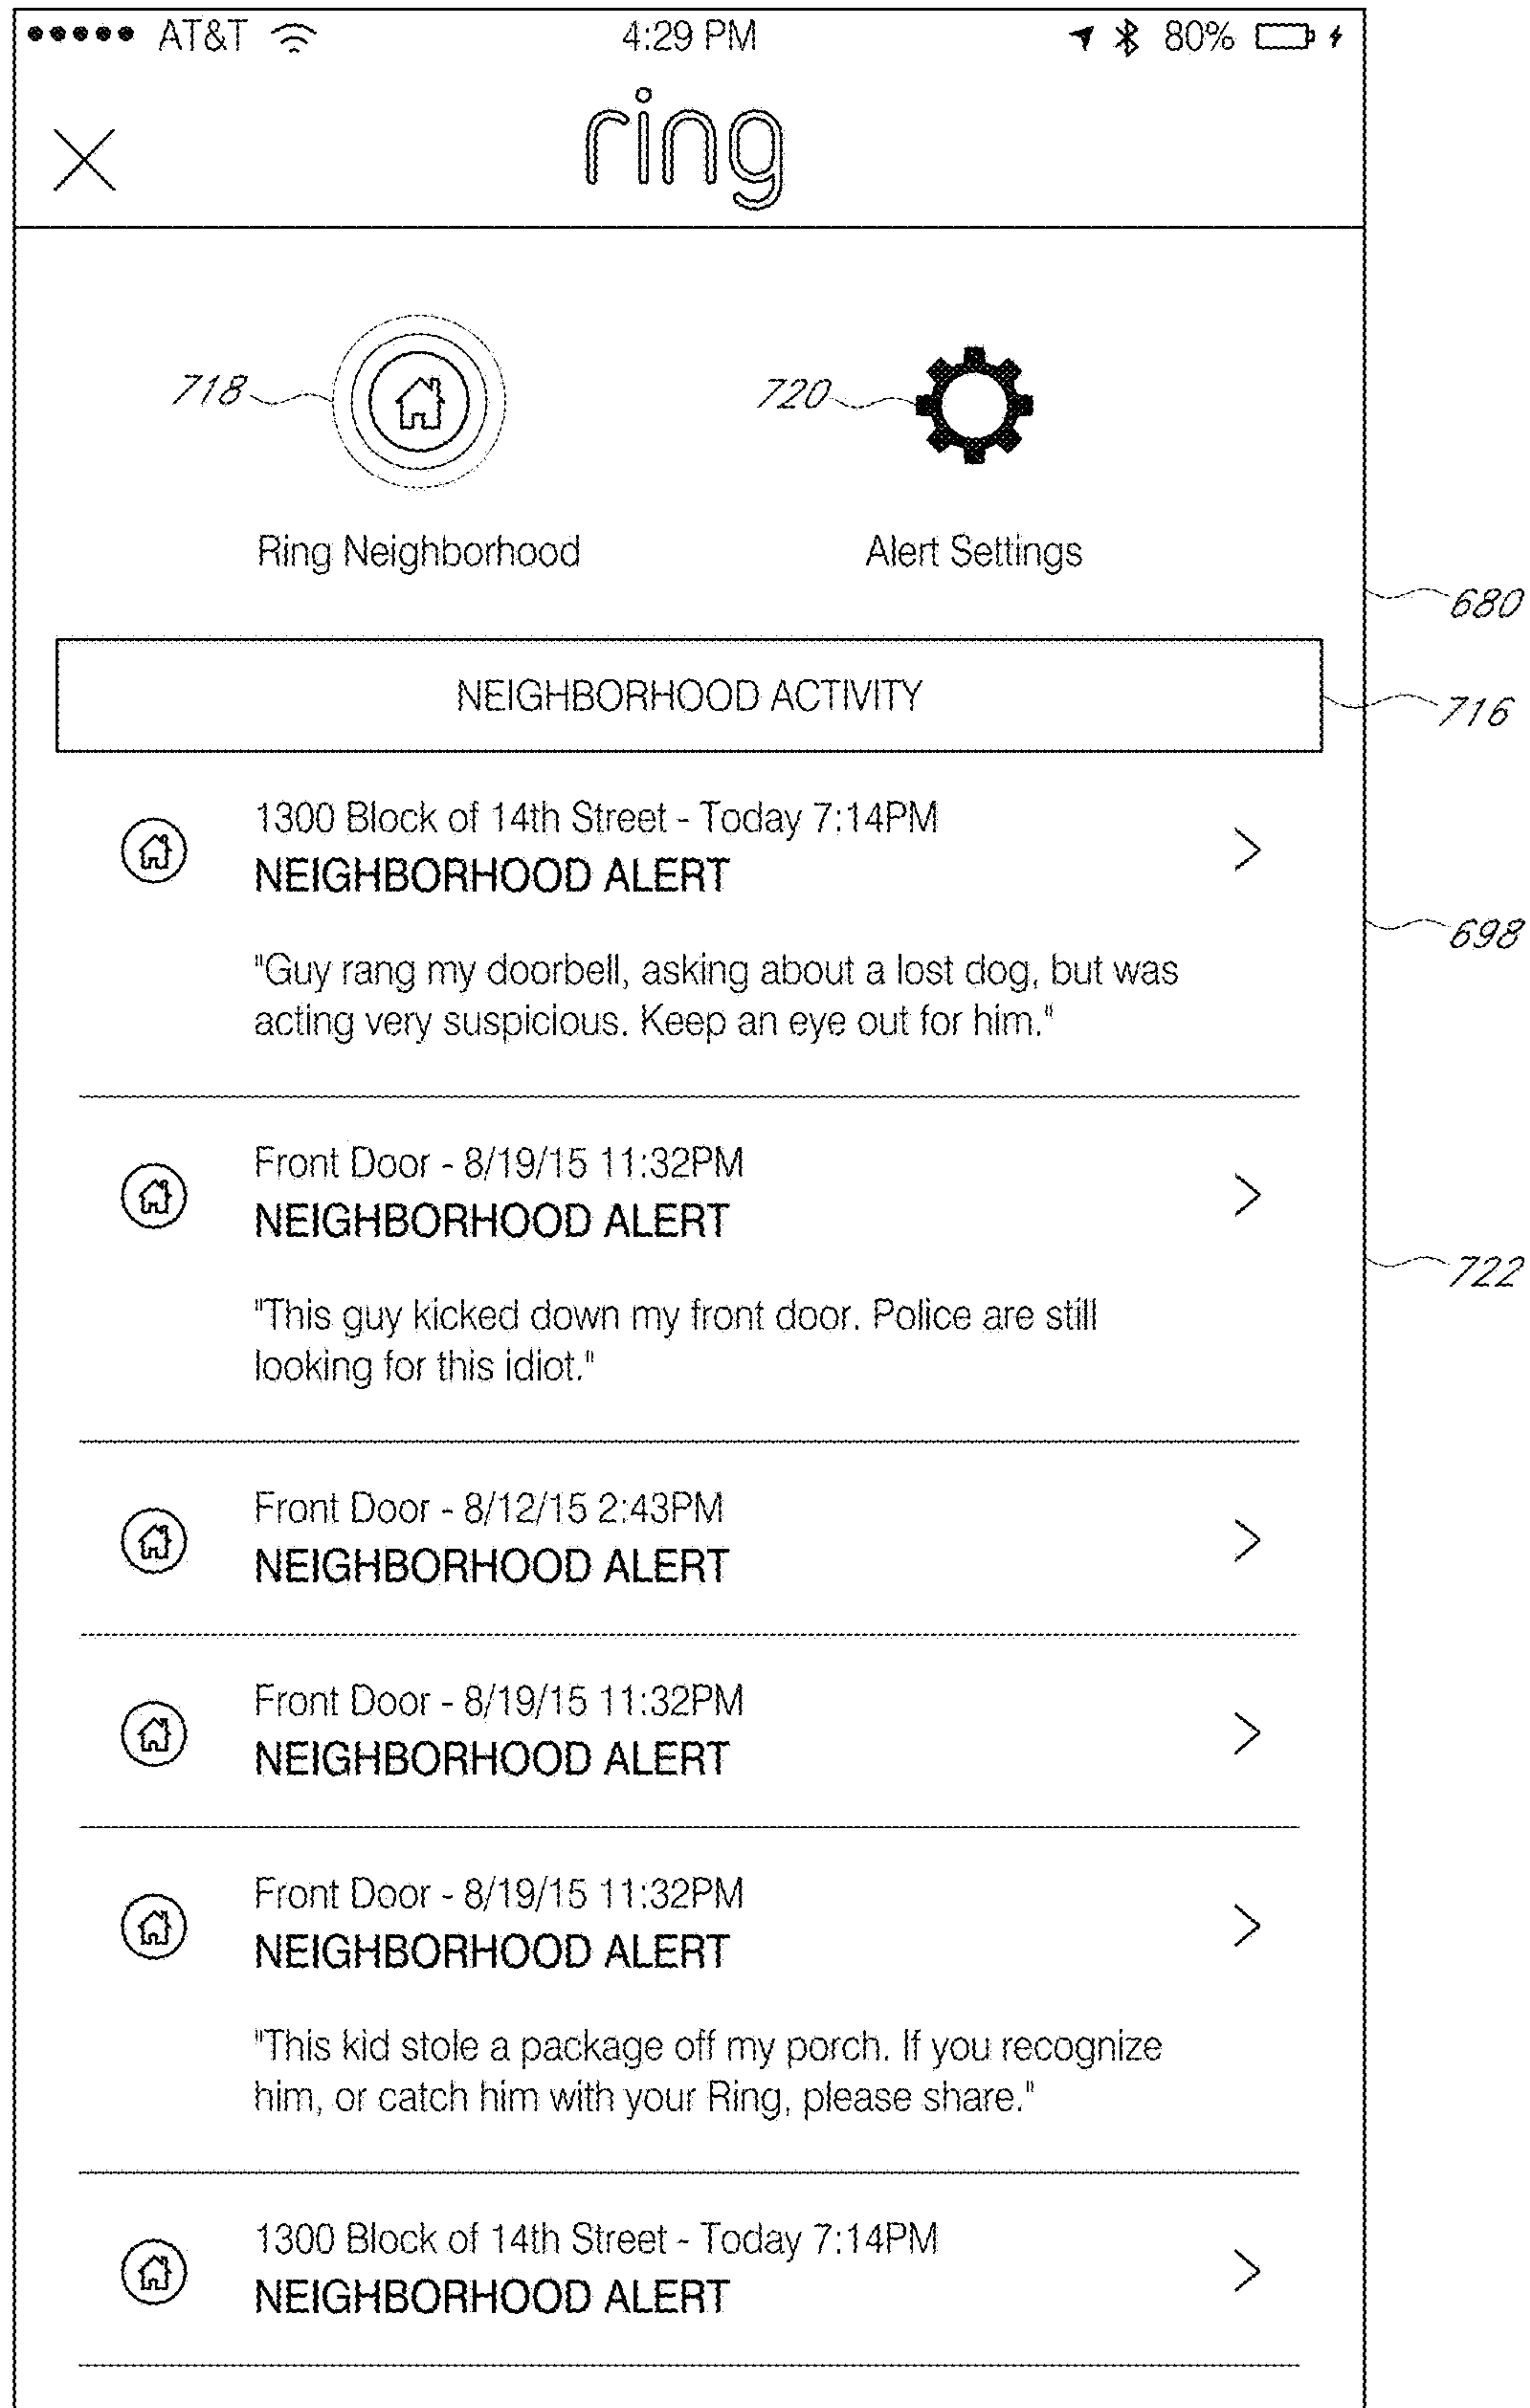 AT&T 4:29 PM 80%
ring
718 720
Ring Neighborhood Alert Settings
680
NEIGHBORHOOD ACTIVITY
716
1300 Block of 14th Street - Today 7:14PM
NEIGHBORHOOD ALERT
698
"Guy rang my doorbell, asking about a lost dog, but was
acting very suspicious. Keep an eye out for him."
Front Door - 8/19/15 11:32PM
NEIGHBORHOOD ALERT
722
"This guy kicked down my front door. Police are still
looking for this idiot."
Front Door - 8/12/15 2:43PM
NEIGHBORHOOD ALERT
Front Door - 8/19/15 11:32PM
NEIGHBORHOOD ALERT
Front Door - 8/19/15 11:32PM
NEIGHBORHOOD ALERT
"This kid stole a package off my porch. If you recognize
him, or catch him with your Ring, please share."
1300 Block of 14th Street - Today 7:14PM
NEIGHBORHOOD ALERT